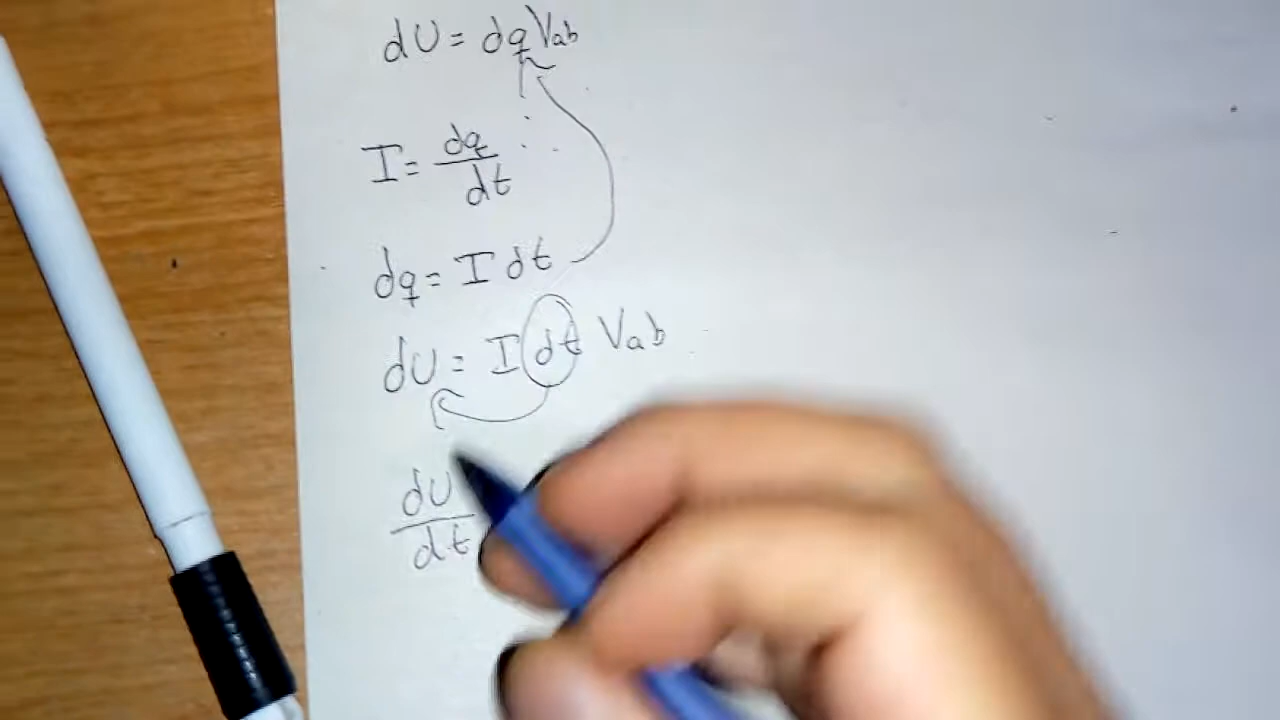 dU = dq Vab
I = dq/dt
dq = I dt
dU = I dt Vab
dU/dt